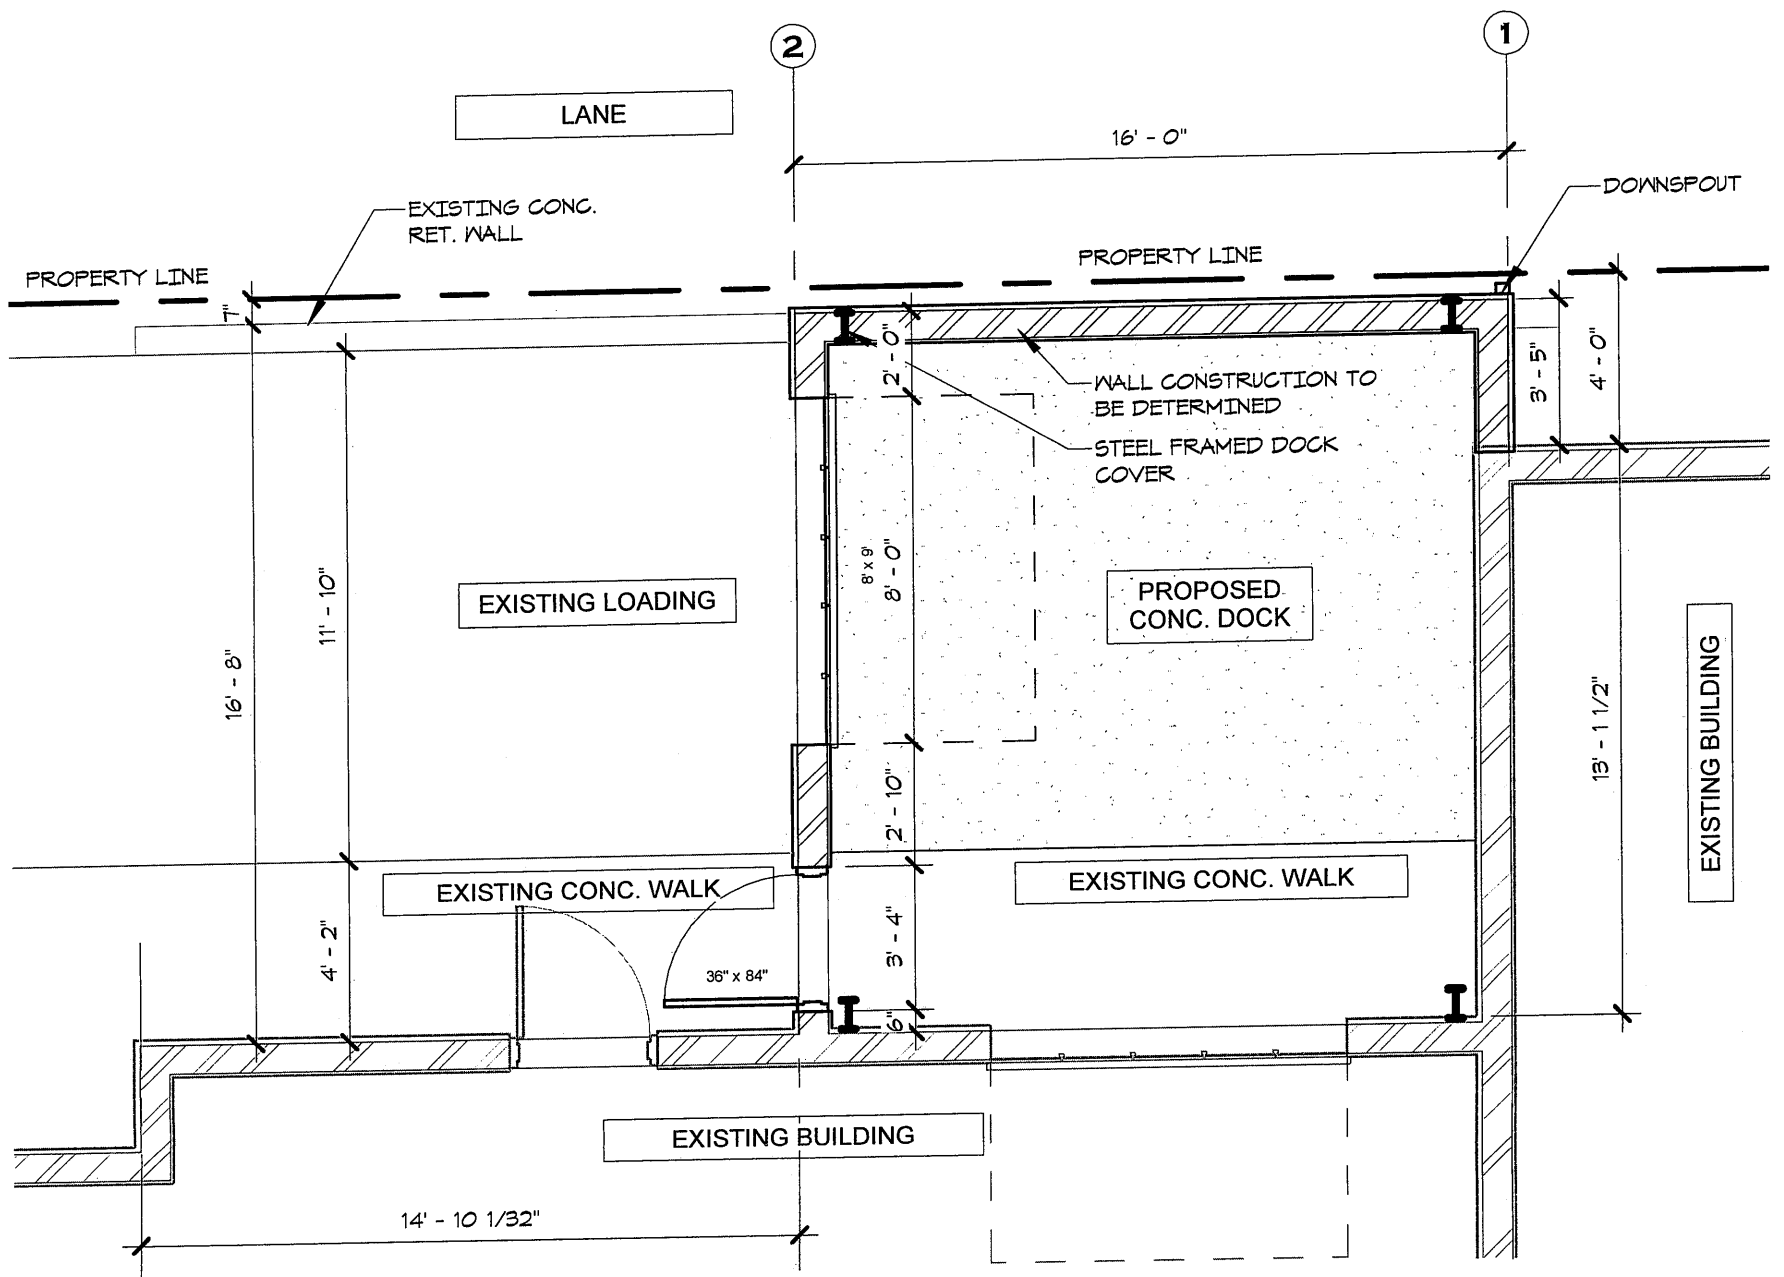 2
1
LANE
16' - 0"
DOWNSPOUT
EXISTING CONC.
RET. WALL
PROPERTY LINE
PROPERTY LINE
7"
2' - 0"
3' - 5"
4' - 0"
WALL CONSTRUCTION TO
BE DETERMINED
STEEL FRAMED DOCK
COVER
11' - 10"
16' - 8"
EXISTING LOADING
8' x 9'
8' - 0"
PROPOSED
CONC. DOCK
13' - 1 1/2"
EXISTING BUILDING
2' - 10"
EXISTING CONC. WALK
EXISTING CONC. WALK
4' - 2"
36" x 84"
3' - 4"
6"
EXISTING BUILDING
14' - 10 1/32"